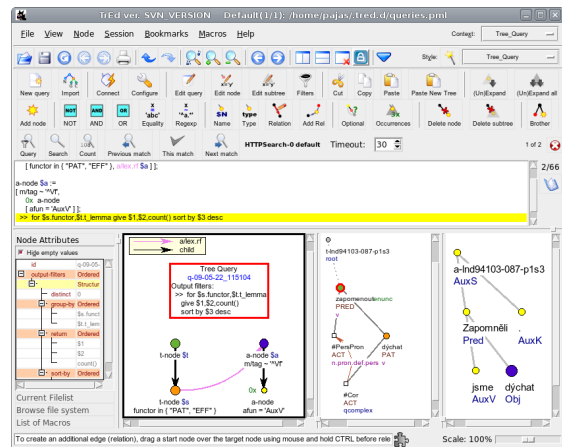 TrEd ver. SVN_VERSION Default(1/1): /home/pajas/.tred.d/queries.pml
File View Node Session Bookmarks Macros Help Context: Tree_Query
Style: Tree_Query
New query Import Connect Configure Edit query Edit node Edit subtree Filters Cut Copy Paste Paste New Tree (Un)Expand (Un)Expand all
Add node NOT AND OR Equality Regexp Name Type Relation Add Rel Optional Occurrences Delete node Delete subtree Brother
Query Search Count Previous match This match Next match HTTPSearch-0 default Timeout: 30 1 of 2
[ functor in { "PAT", "EFF" }, a/lex.rf $a ] ];
2/66
a-node $a :=
[ m/tag ~ '^Vf',
0x a-node
[ afun = 'AuxV' ] ];
>> for $s.functor,$t.t_lemma give $1,$2,count() sort by $3 desc
Node Attributes
Hide empty values
id q-09-05-
output-filters Ordered
Structur
distinct 0
group-by Ordered
$s.funct
$t.t_lem
return Ordered
$1
$2
count()
sort-by Ordered
Current Filelist
Browse file system
List of Macros
a/lex.rf
child
Tree Query
q-09-05-22_115104
Output filters:
>> for $s.functor,$t.t_lemma
give $1,$2,count()
sort by $3 desc
t-node $t
a-node $a
m/tag ~ '^Vf'
t-node $s
functor in { "PAT", "EFF" }
0x
a-node
afun = 'AuxV'
t-lnd94103-087-p1s3
root
zapomenout.enunc
PRED
v
#PersPron
ACT
n.pron.def.pers
dýchat
PAT
v
#Cor
ACT
qcomplex
a-lnd94103-087-p1s3
AuxS
Zapomněli
Pred
.
AuxK
jsme
AuxV
dýchat
Obj
To create an additional edge (relation), drag a start node over the target node using mouse and hold CTRL before rele
Scale: 100%